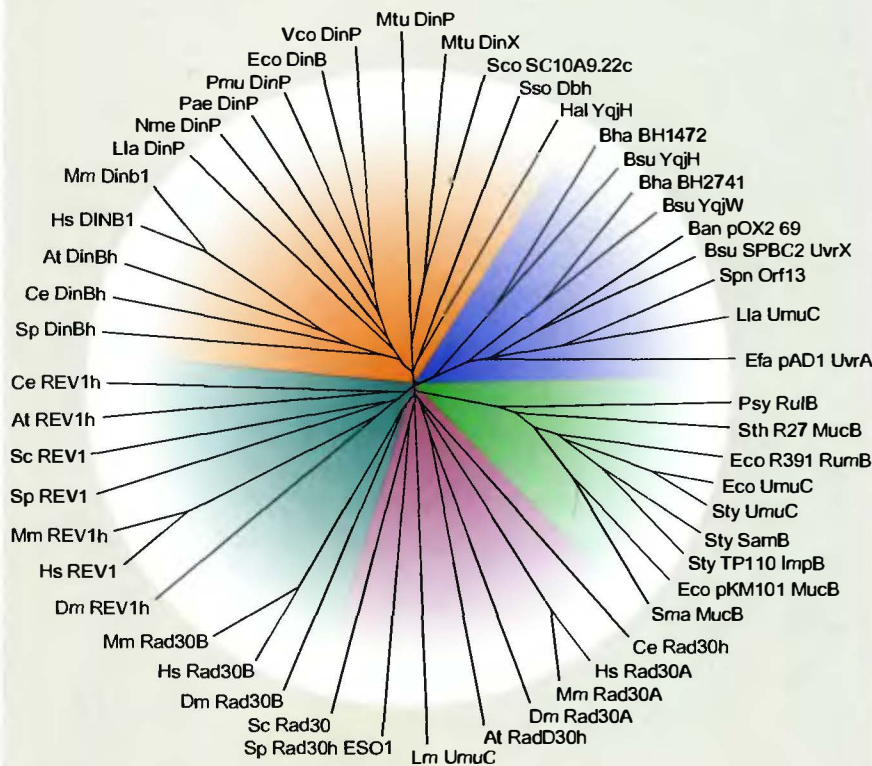 Mtu DinP
Mtu DinX
Sco SC10A9.22c
Sso Dbh
Hal YqjH
Bha BH1472
Bsu YqjH
Bha BH2741
Bsu YqjW
Ban pOX2 69
Bsu SPBC2 UvrX
Spn Orf13
Lla UmuC
Efa pAD1 UvrA
Psy RulB
Sth R27 MucB
Eco R391 RumB
Eco UmuC
Sty UmuC
Sty SamB
Sty TP110 ImpB
Eco pKM101 MucB
Sma MucB
Ce Rad30h
Hs Rad30A
Mm Rad30A
Dm Rad30A
At RadD30h
Lm UmuC
Sp Rad30h ESO1
Sc Rad30
Dm Rad30B
Hs Rad30B
Mm Rad30B
Dm REV1h
Hs REV1
Mm REV1h
Sp REV1
Sc REV1
At REV1h
Ce REV1h
Sp DinBh
Ce DinBh
At DinBh
Hs DINB1
Mm Dinb1
Lla DinP
Nme DinP
Pae DinP
Pmu DinP
Eco DinB
Vco DinP